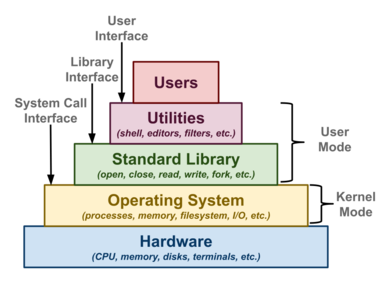 User
Interface
Library
Interface
System Call
Interface
Users
Utilities
(shell, editors, filters, etc.)
Standard Library
(open, close, read, write, fork, etc.)
User
Mode
Operating System
(processes, memory, filesystem, I/O, etc.)
Kernel
Mode
Hardware
(CPU, memory, disks, terminals, etc.)